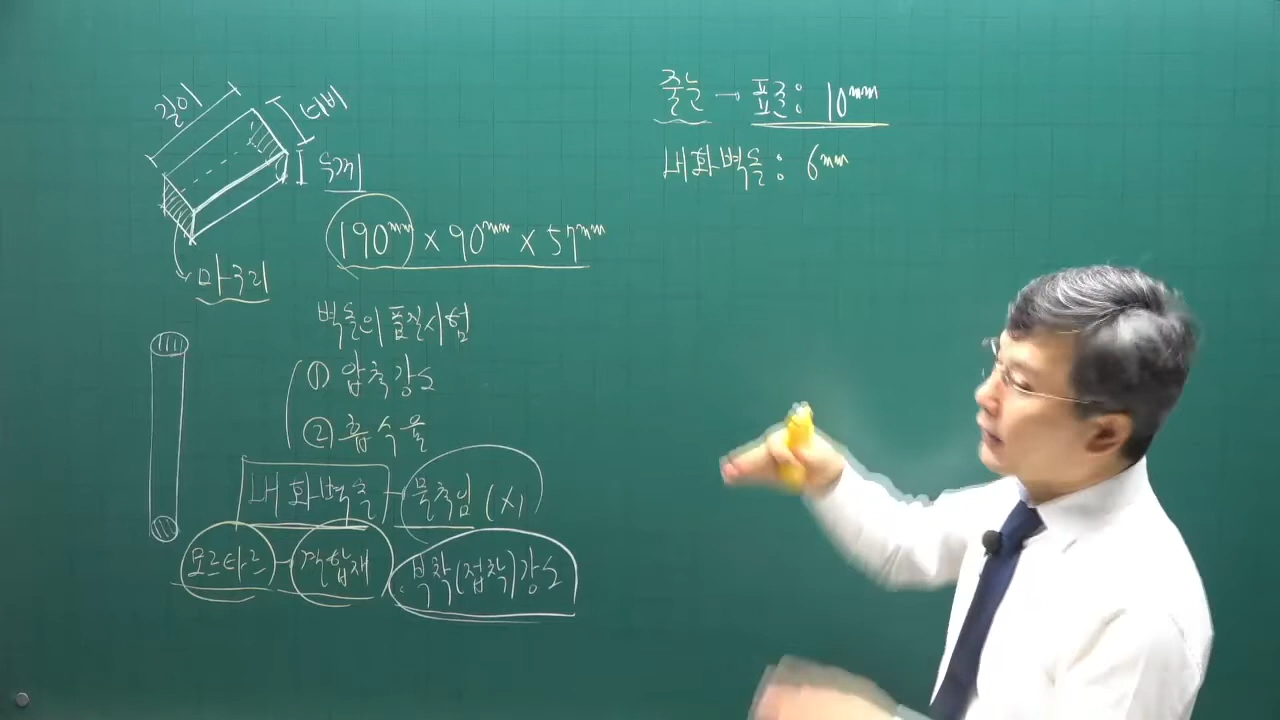 길이
너비
두께
마구리
190mm × 90mm × 57mm
벽돌의 품질시험
① 압축강도
② 흡수율
내화벽돌 - 물축임 (X)
모르타르 - 접합재 부착(접착)강도
줄눈 → 표준: 10mm
내화벽돌: 6mm